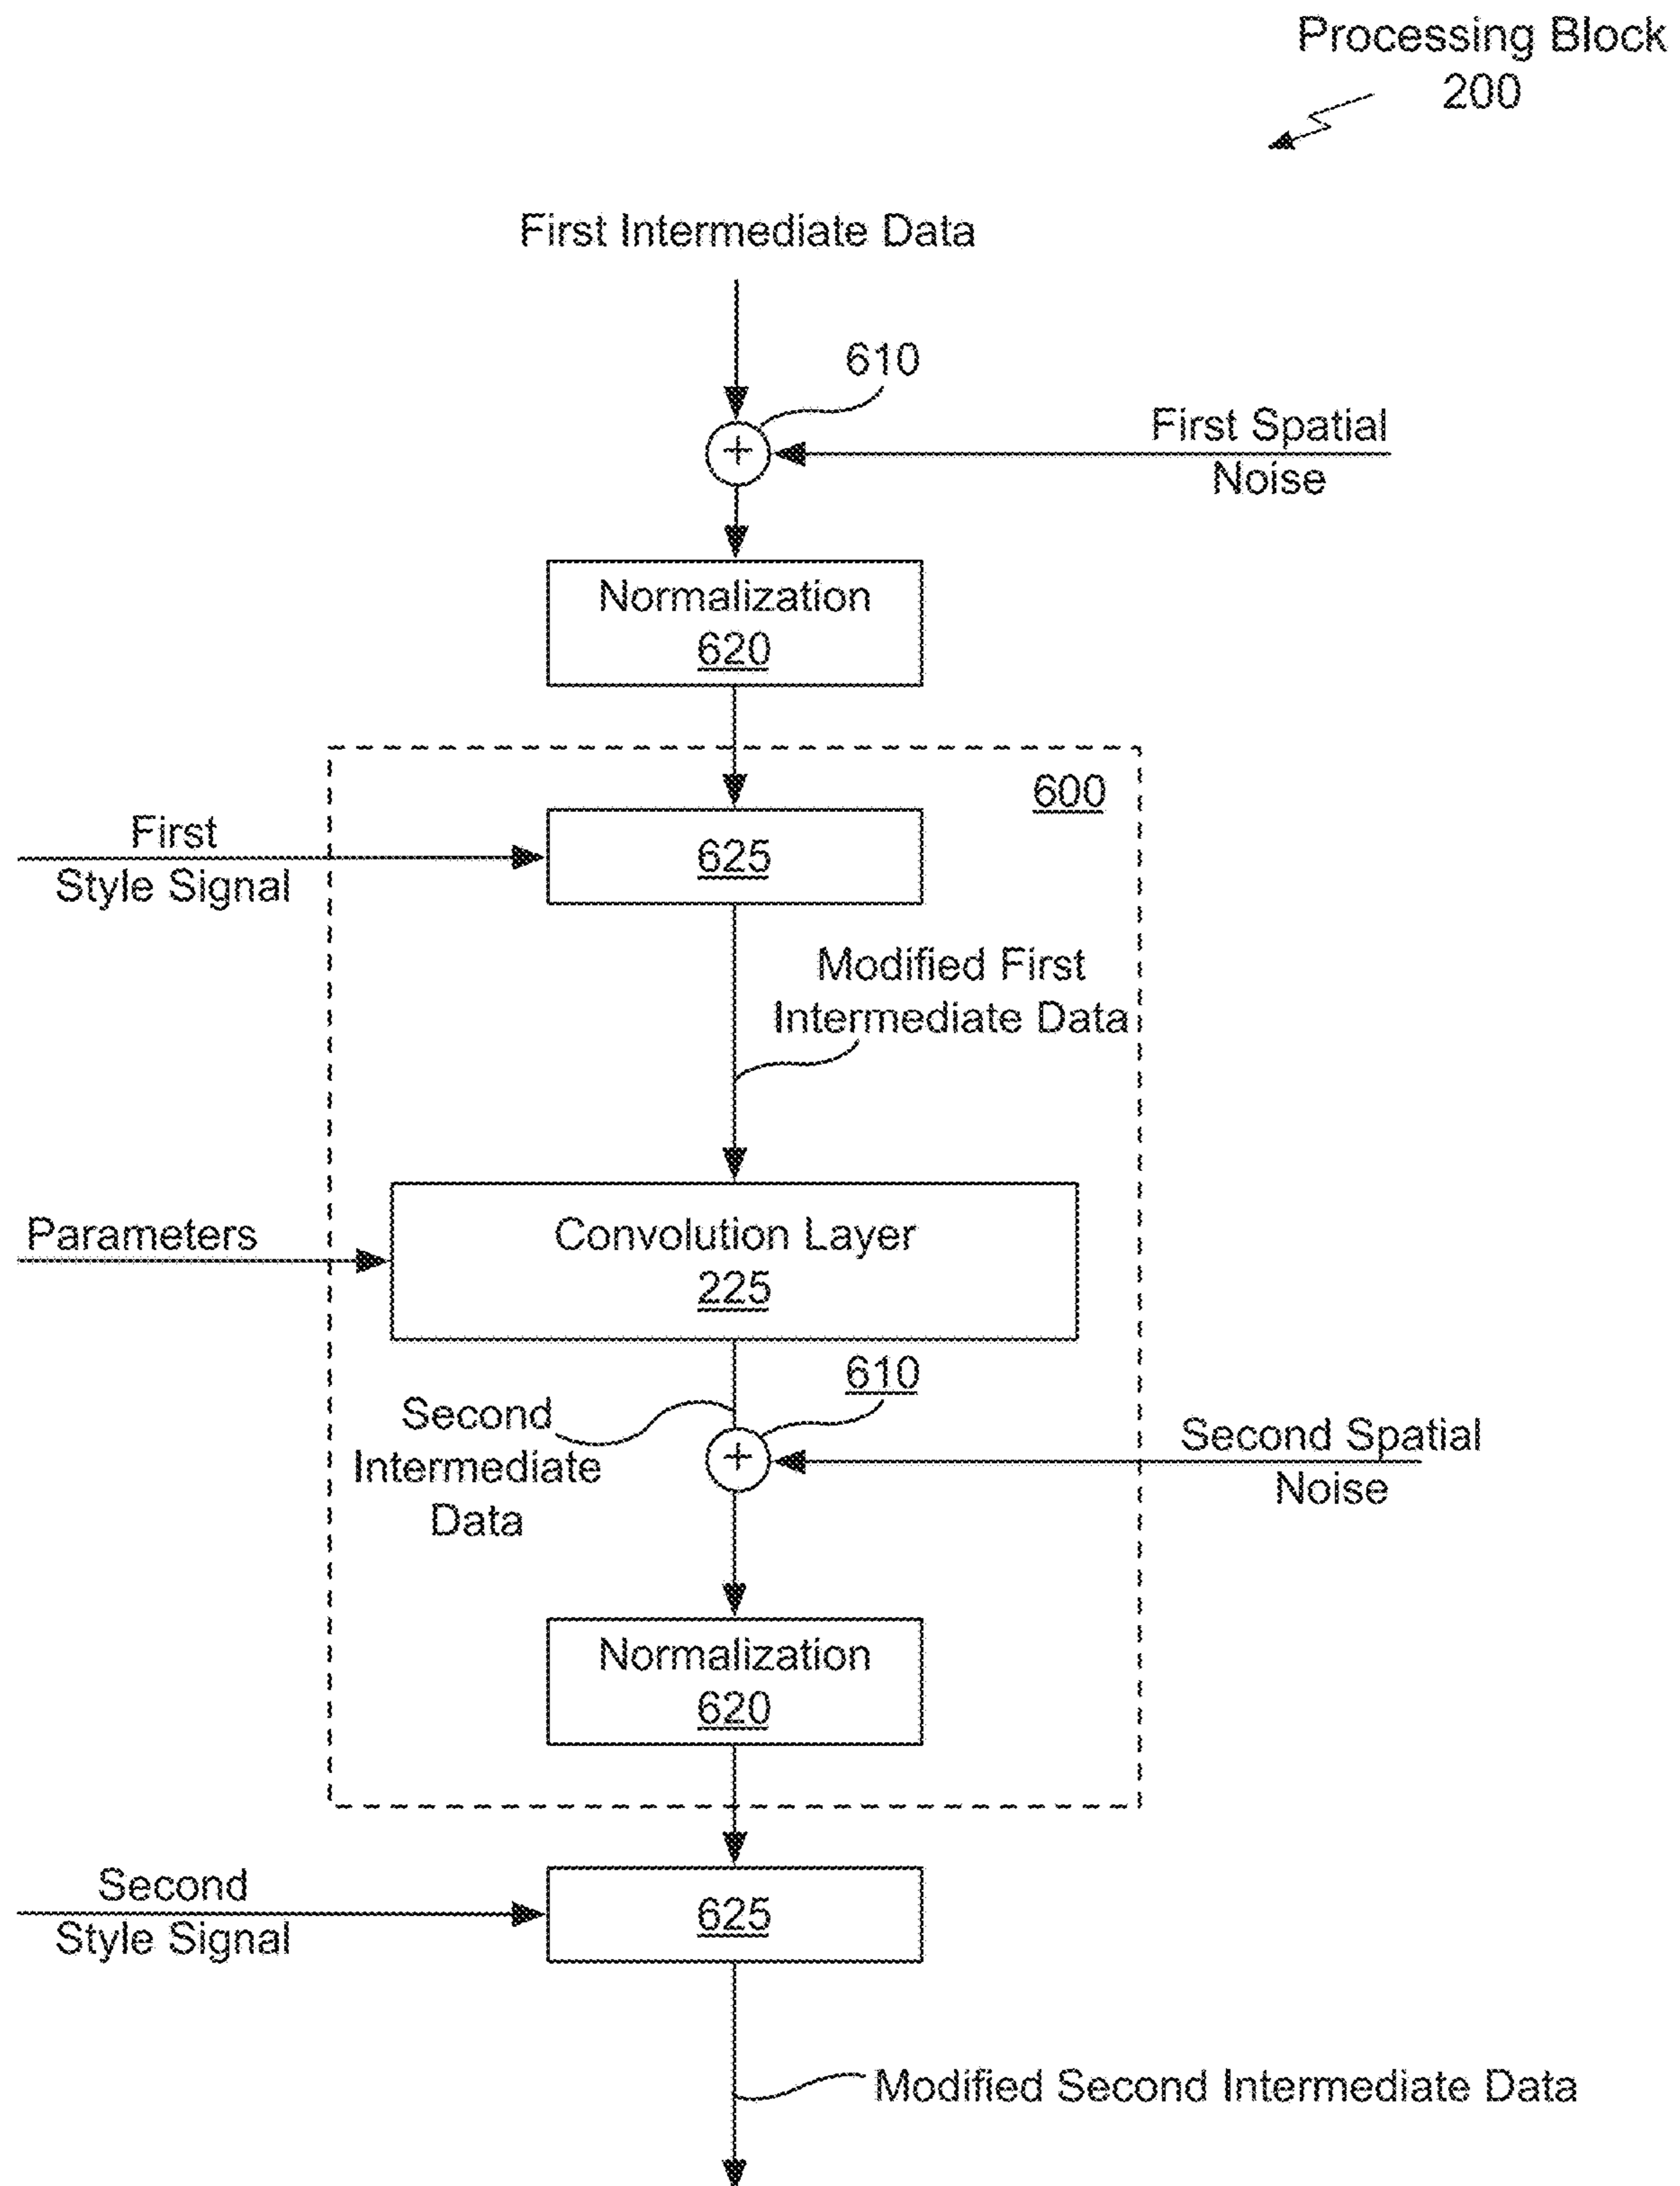 Processing Block
200
First Intermediate Data
610
+
First Spatial
Noise
Normalization
620
600
First
Style Signal
625
Modified First
Intermediate Data
Parameters
Convolution Layer
225
610
Second
Intermediate
Data
+
Second Spatial
Noise
Normalization
620
Second
Style Signal
625
Modified Second Intermediate Data